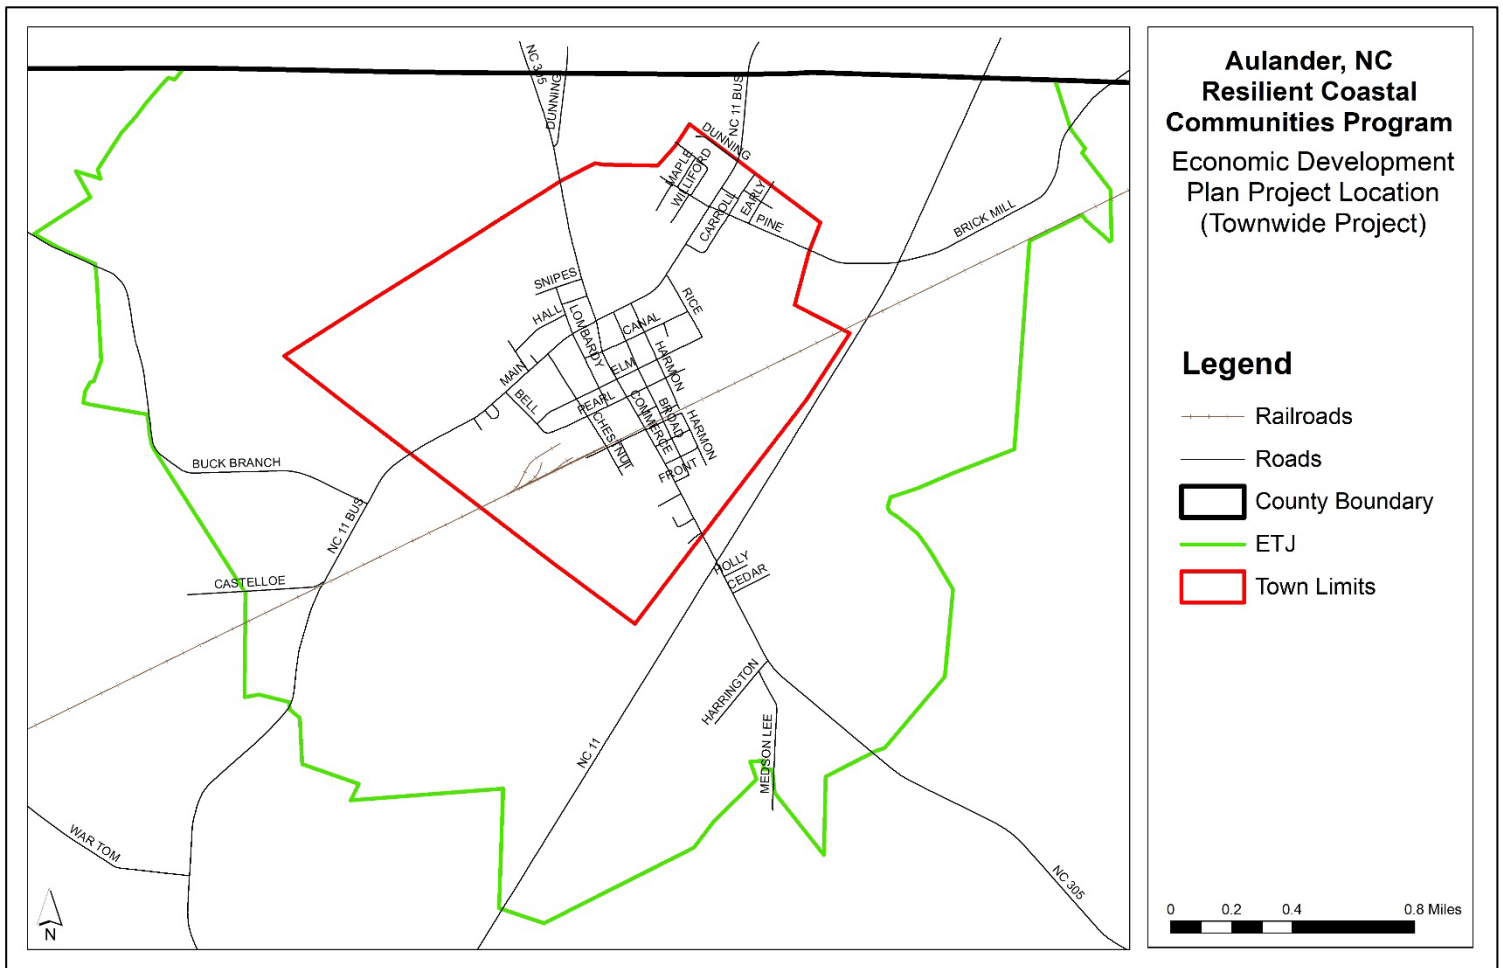 Aulander, NC
Resilient Coastal
Communities Program
Economic Development
Plan Project Location
(Townwide Project)
Legend
Railroads
Roads
County Boundary
ETJ
Town Limits
0 0.2 0.4 0.8 Miles
NC 305
DUNNING
NC 11 BUS
DUNNING
MAPLE
WILLIFORD
CARROLL
EARLY
PINE
BRICK MILL
SNIPES
HALL
LOMBARDY
CANAL
RICE
MAIN
ELM
HARMON
BELL
PEARL
CHESTNUT
COMMERCE
BROAD
HARMON
FRONT
BUCK BRANCH
NC 11 BUS
CASTELLOE
HOLLY
CEDAR
HARRINGTON
MEDSON LEE
NC 11
WAR TOM
NC 305
N